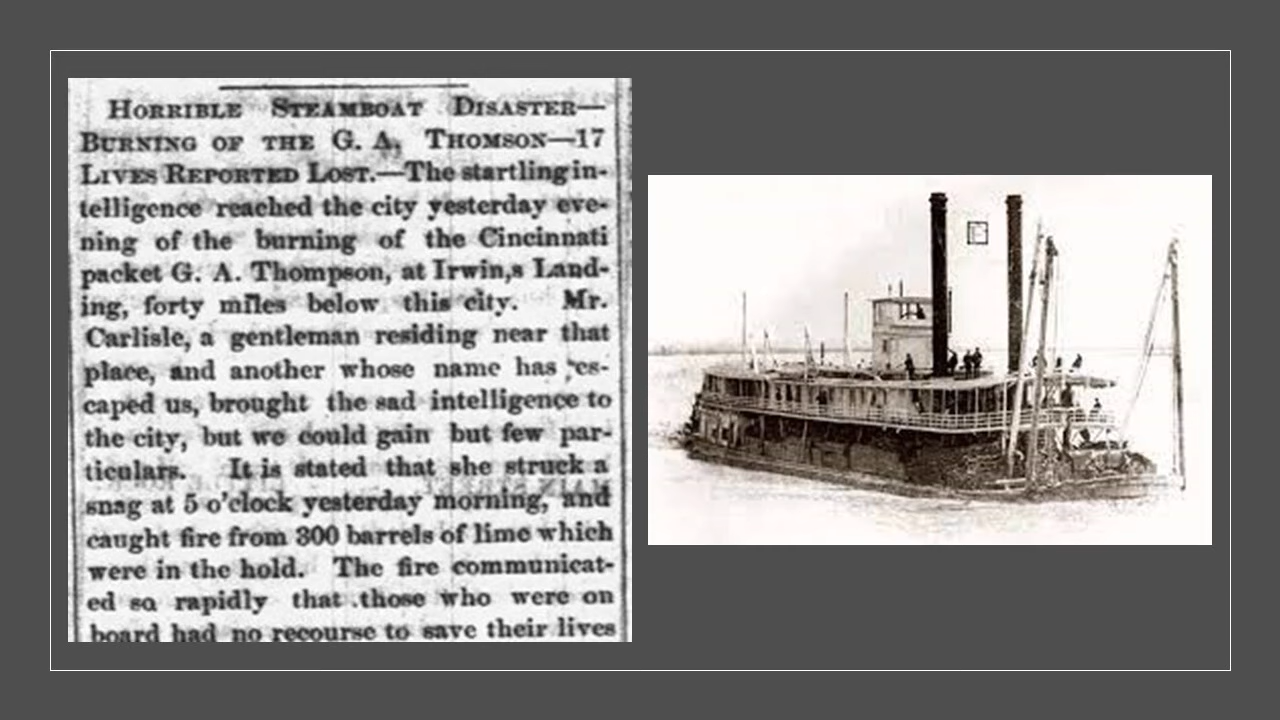 HORRIBLE STEAMBOAT DISASTER—
BURNING OF THE G. A. THOMSON—17
LIVES REPORTED LOST.—The startling in-
telligence reached the city yesterday eve-
ning of the burning of the Cincinnati
packet G. A. Thompson, at Irwin,s Land-
ing, forty miles below this city. Mr.
Carlisle, a gentleman residing near that
place, and another whose name has es-
caped us, brought the sad intelligence to
the city, but we could gain but few par-
ticulars. It is stated that she struck a
snag at 5 o'clock yesterday morning, and
caught fire from 300 barrels of lime which
were in the hold. The fire communicat-
ed so rapidly that those who were on
board had no recourse to save their lives